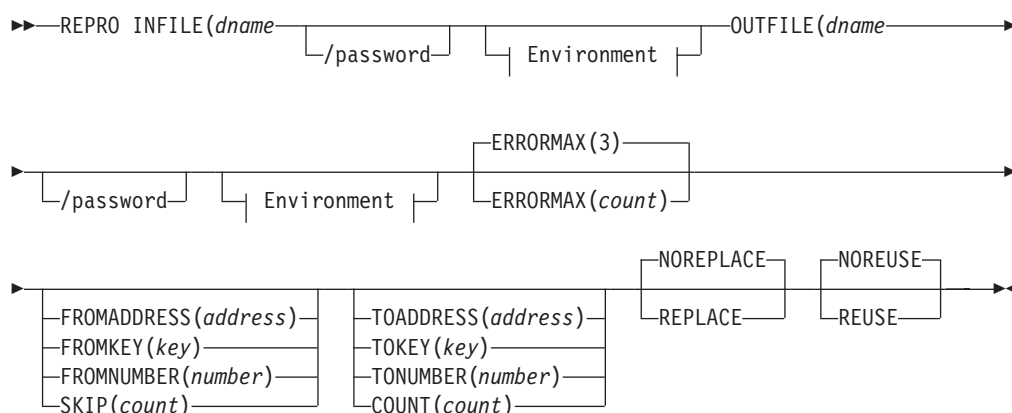 REPRO INFILE(dname /password Environment OUTFILE(dname
/password Environment ERRORMAX(3)
ERRORMAX(count)
NOREPLACE NOREUSE
FROMADDRESS(address) TOADDRESS(address) REPLACE REUSE
FROMKEY(key) TOKEY(key)
FROMNUMBER(number) TONUMBER(number)
SKIP(count) COUNT(count)